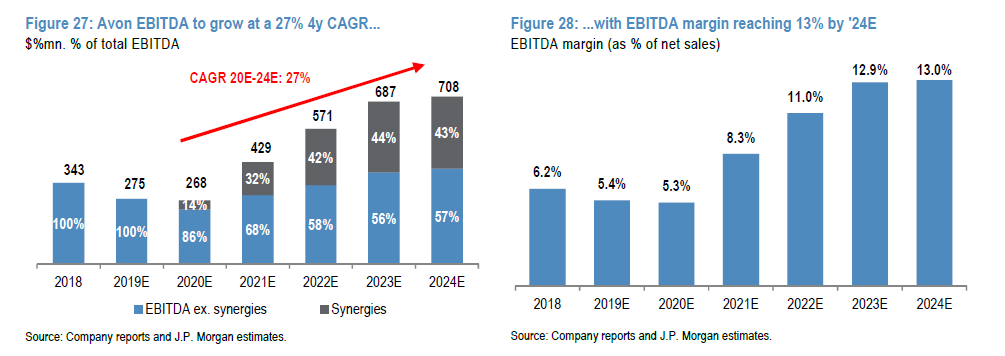 Figure 27: Avon EBITDA to grow at a 27% 4y CAGR...
$%mn. % of total EBITDA
CAGR 20E-24E: 27%
343
275
268
429
571
687
708
100%
100%
14%
86%
32%
68%
42%
58%
44%
56%
43%
57%
2018
2019E
2020E
2021E
2022E
2023E
2024E
EBITDA ex. synergies
Synergies
Source: Company reports and J.P. Morgan estimates.
Figure 28: ...with EBITDA margin reaching 13% by '24E
EBITDA margin (as % of net sales)
6.2%
5.4%
5.3%
8.3%
11.0%
12.9%
13.0%
2018
2019E
2020E
2021E
2022E
2023E
2024E
Source: Company reports and J.P. Morgan estimates.